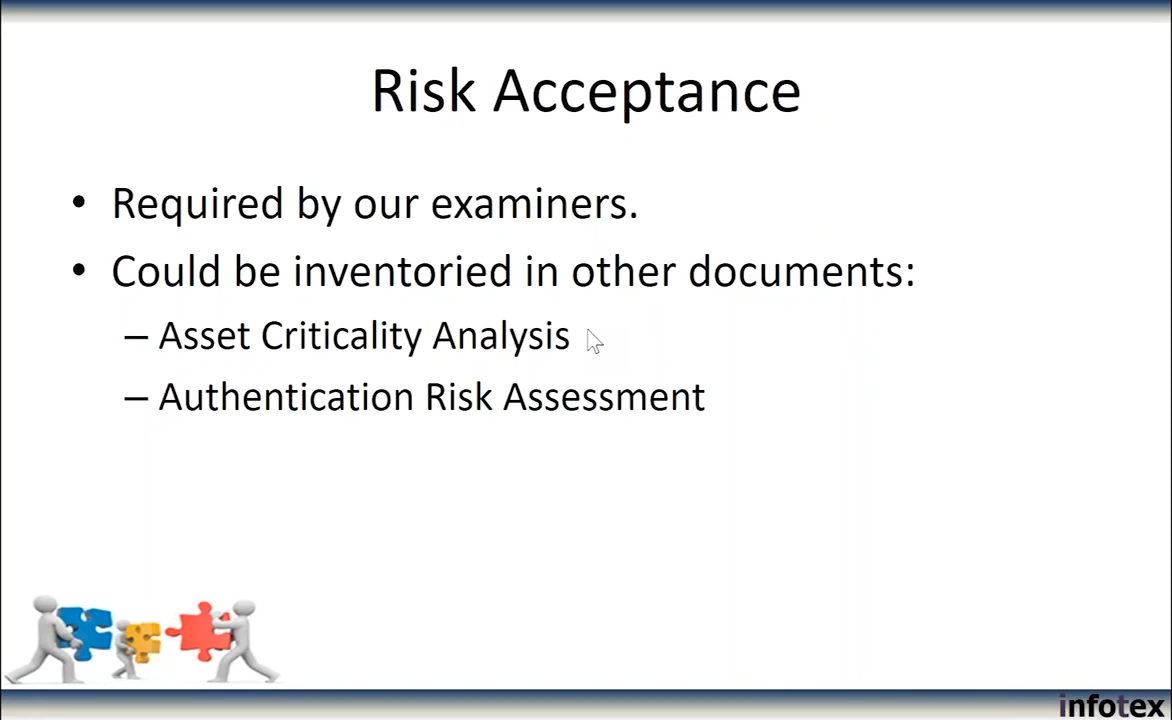 Risk Acceptance
• Required by our examiners.
• Could be inventoried in other documents:
– Asset Criticality Analysis
– Authentication Risk Assessment
infotex